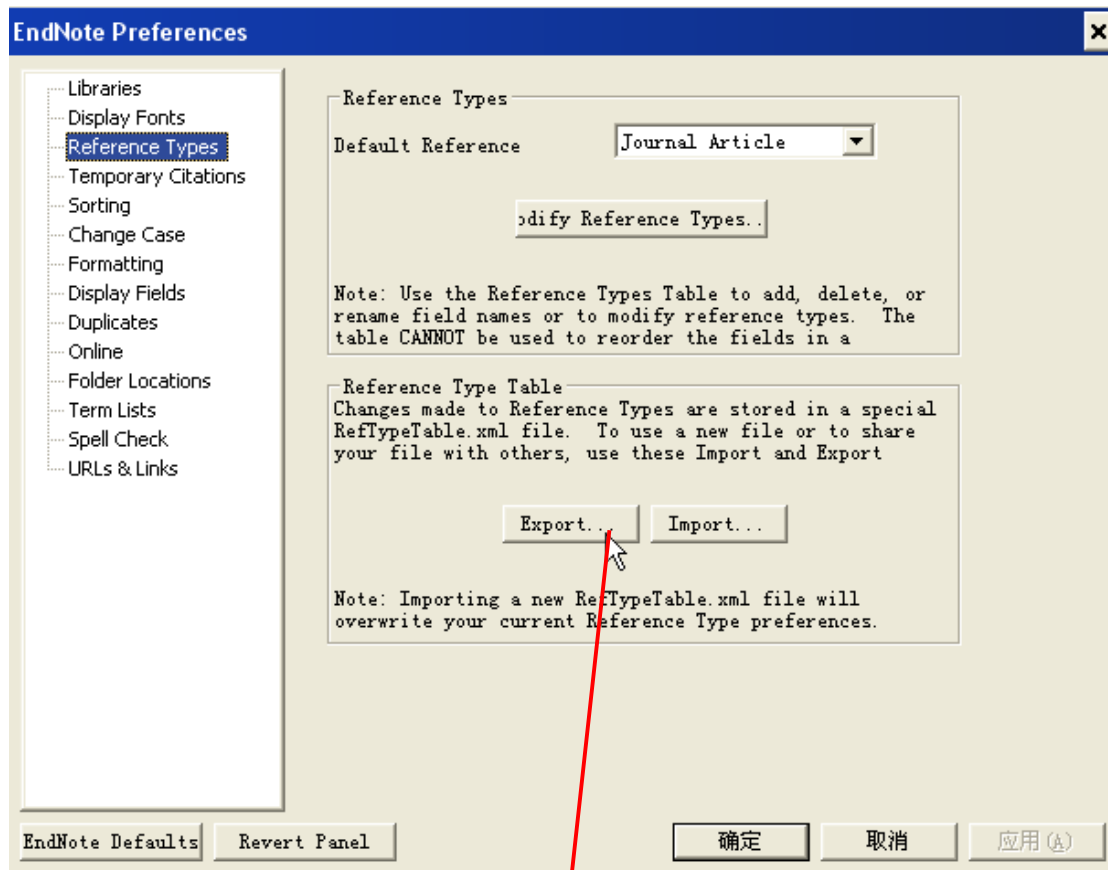 EndNote Preferences
Libraries
Display Fonts
Reference Types
Temporary Citations
Sorting
Change Case
Formatting
Display Fields
Duplicates
Online
Folder Locations
Term Lists
Spell Check
URLs & Links
Reference Types
Default Reference
Journal Article
odify Reference Types..
Note: Use the Reference Types Table to add, delete, or
rename field names or to modify reference types.  The
table CANNOT be used to reorder the fields in a
Reference Type Table
Changes made to Reference Types are stored in a special
RefTypeTable.xml file.  To use a new file or to share
your file with others, use these Import and Export
Export...
Import...
Note: Importing a new RefTypeTable.xml file will
overwrite your current Reference Type preferences.
EndNote Defaults
Revert Panel
确定
取消
应用(A)